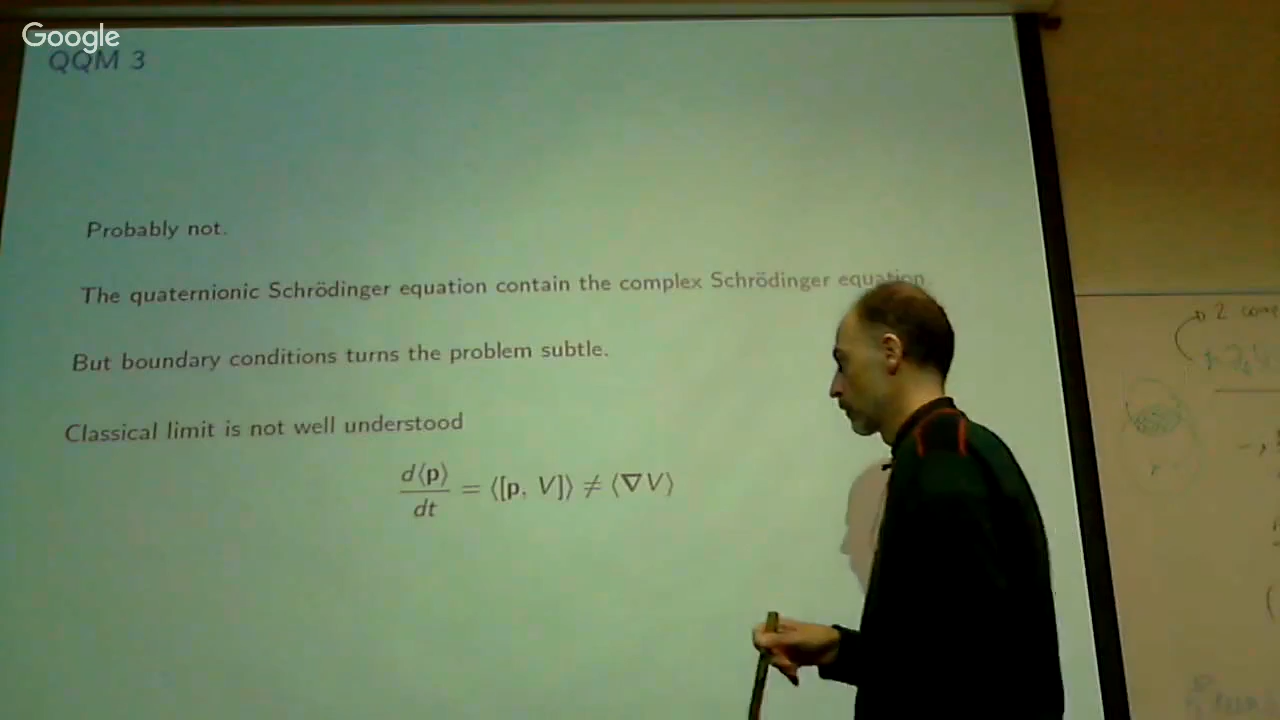 Google
QQM 3
Probably not.
The quaternionic Schrödinger equation contain the complex Schrödinger equation
But boundary conditions turns the problem subtle.
Classical limit is not well understood
d⟨p⟩/dt = ⟨[p, V]⟩ ≠ ⟨∇V⟩
2